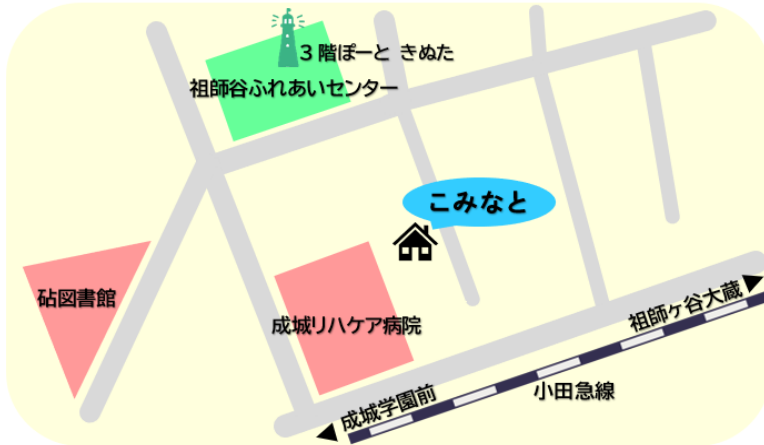 3階ぽーと きぬた
祖師谷ふれあいセンター
こみなと
砧図書館
成城リハケア病院
祖師ヶ谷大蔵
成城学園前
小田急線